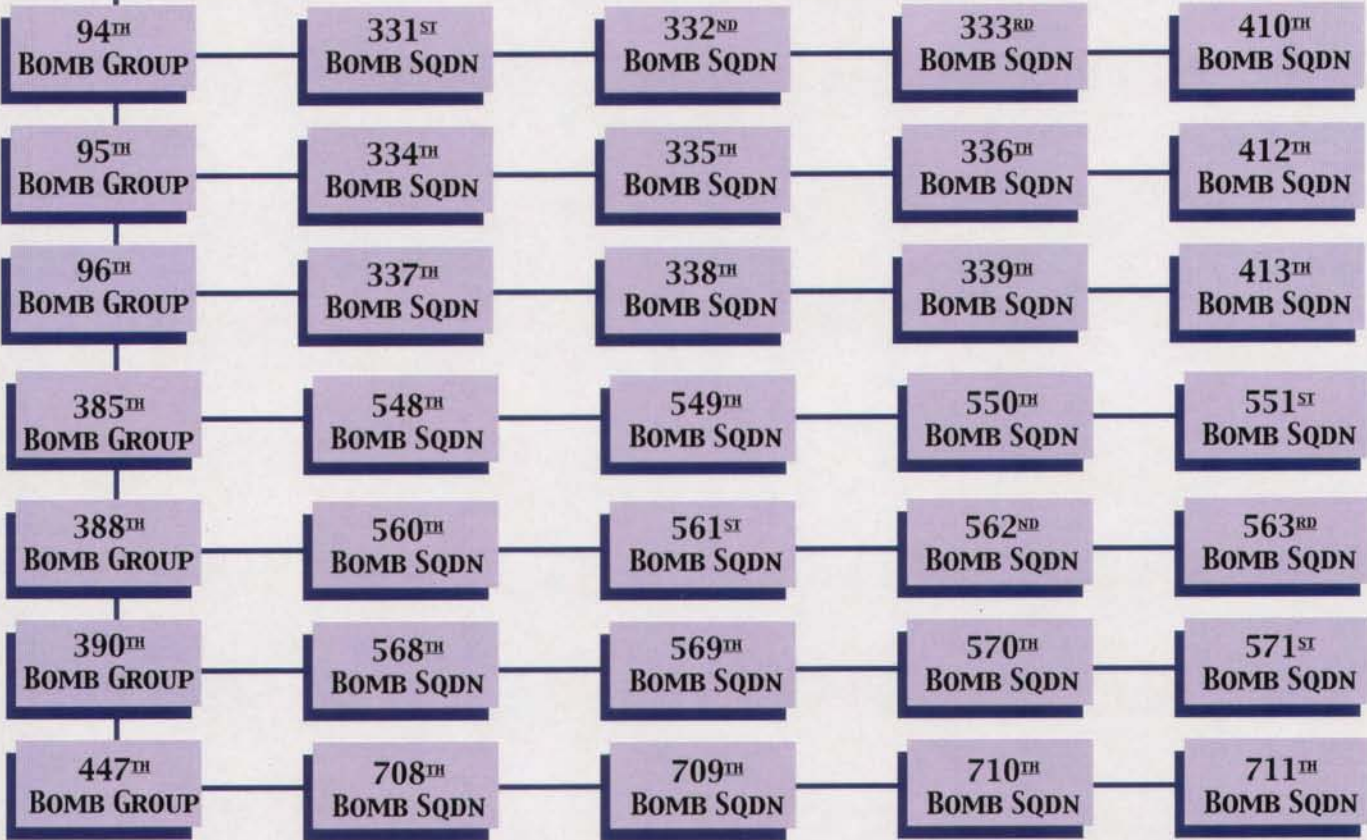 94TH
BOMB GROUP
331ST
BOMB SQDN
332ND
BOMB SQDN
333RD
BOMB SQDN
410TH
BOMB SQDN
95TH
BOMB GROUP
334TH
BOMB SQDN
335TH
BOMB SQDN
336TH
BOMB SQDN
412TH
BOMB SQDN
96TH
BOMB GROUP
337TH
BOMB SQDN
338TH
BOMB SQDN
339TH
BOMB SQDN
413TH
BOMB SQDN
385TH
BOMB GROUP
548TH
BOMB SQDN
549TH
BOMB SQDN
550TH
BOMB SQDN
551ST
BOMB SQDN
388TH
BOMB GROUP
560TH
BOMB SQDN
561ST
BOMB SQDN
562ND
BOMB SQDN
563RD
BOMB SQDN
390TH
BOMB GROUP
568TH
BOMB SQDN
569TH
BOMB SQDN
570TH
BOMB SQDN
571ST
BOMB SQDN
447TH
BOMB GROUP
708TH
BOMB SQDN
709TH
BOMB SQDN
710TH
BOMB SQDN
711TH
BOMB SQDN